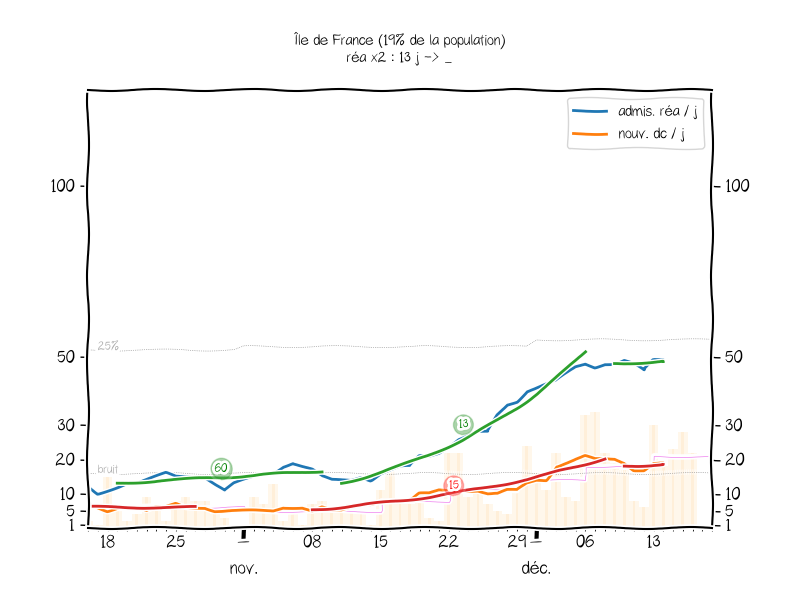 Île de France (19% de la population)
réa x2 : 13 j -> _
admis. réa / j
nouv. dc / j
100 100
25%
50 50
30 13 30
20 60 20
bruit
15
10 10
5 5
1 1
18 25 08 15 22 29 06 13
nov. déc.